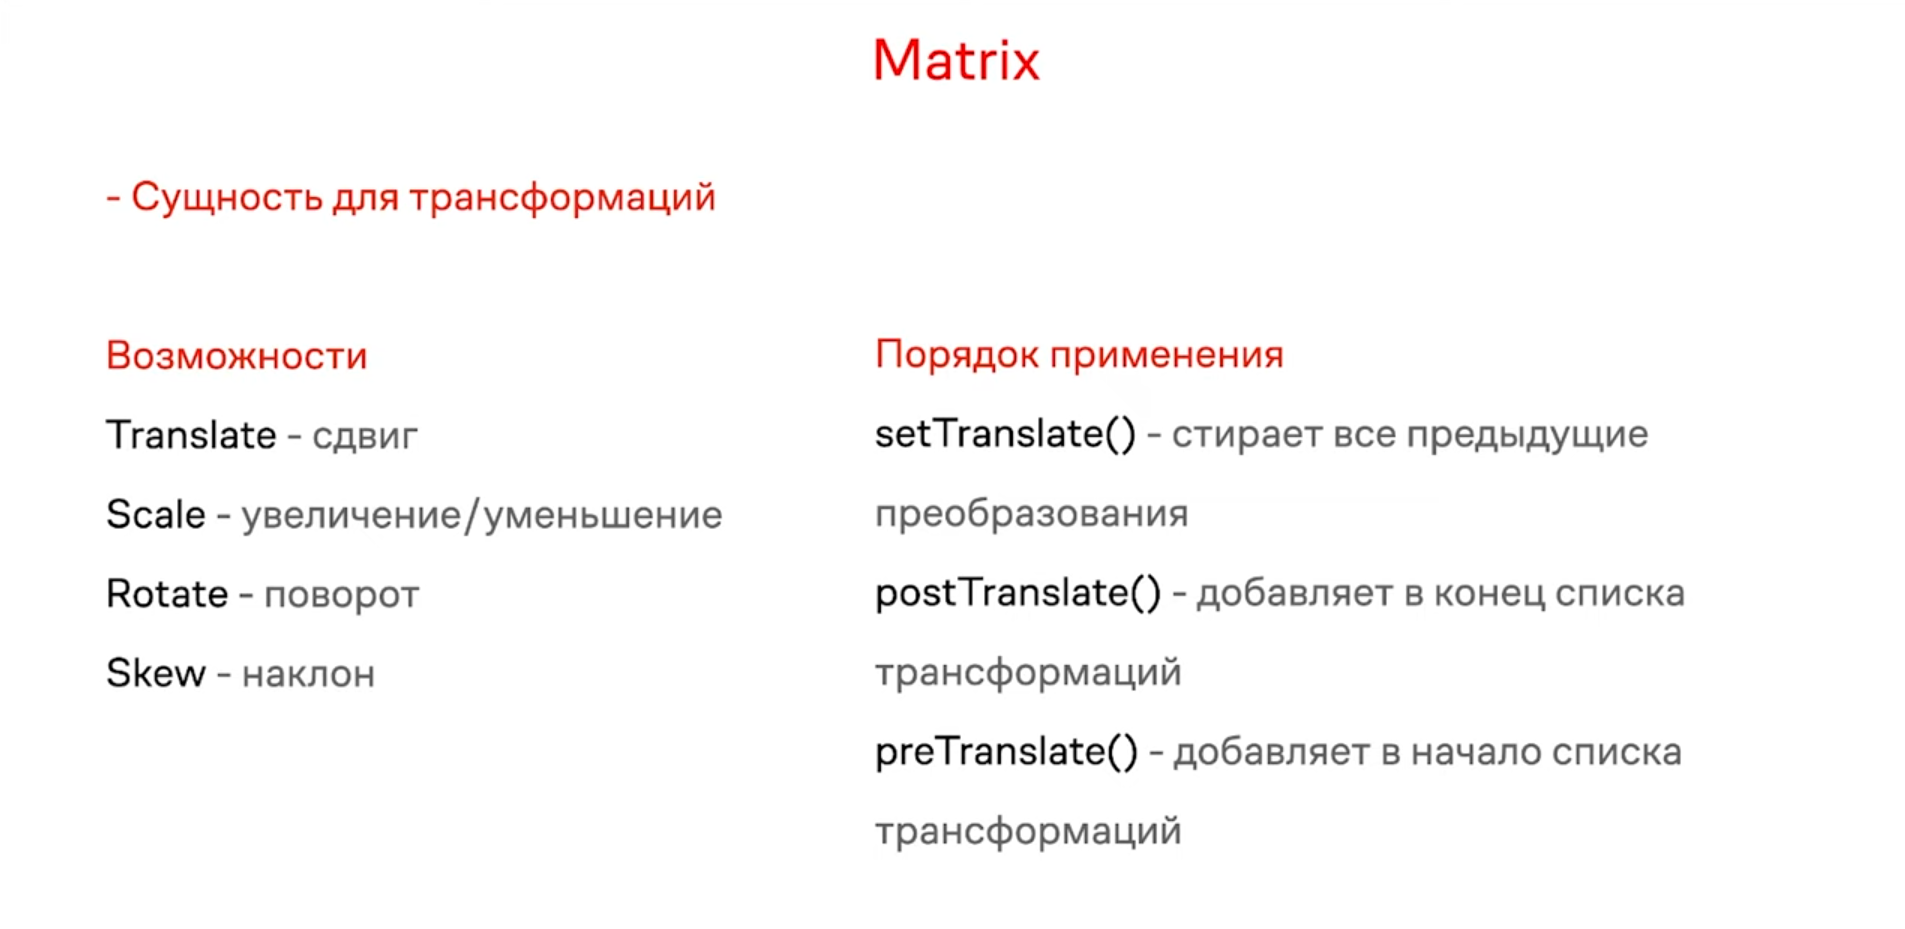 Matrix
- Сущность для трансформаций
Возможности
Translate - сдвиг
Scale - увеличение/уменьшение
Rotate - поворот
Skew - наклон
Порядок применения
setTranslate() - стирает все предыдущие
преобразования
postTranslate() - добавляет в конец списка
трансформаций
preTranslate() - добавляет в начало списка
трансформаций